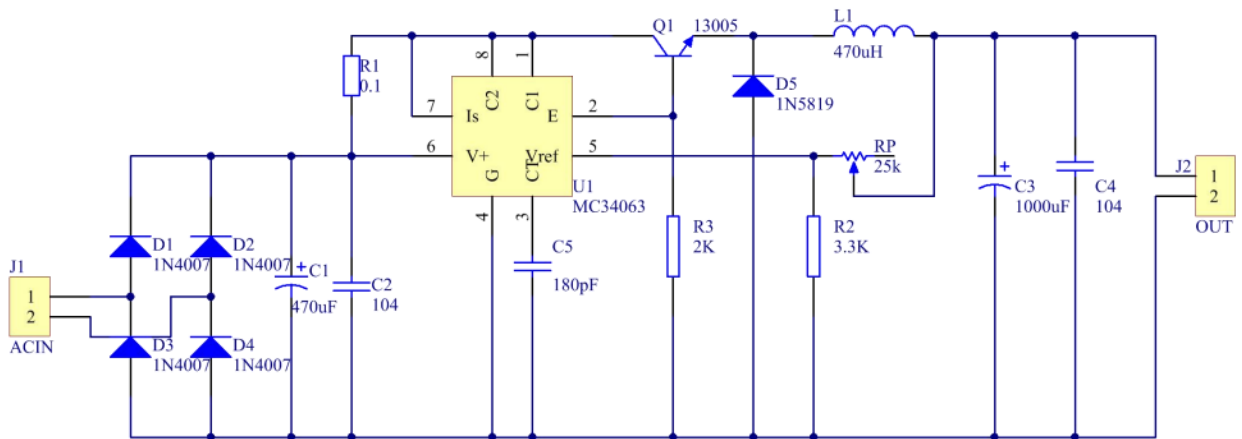 Q1 13005
L1
470uH
R1
0.1
8
1
C2
C1
7
Is
E
2
6
V+
Vref
5
G
CT
4
3
U1
MC34063
D5
1N5819
RP
25k
C3
1000uF
C4
104
J2
1
2
OUT
R3
2K
R2
3.3K
C5
180pF
D1
1N4007
D2
1N4007
C1
470uF
C2
104
J1
1
2
ACIN
D3
1N4007
D4
1N4007
+
+